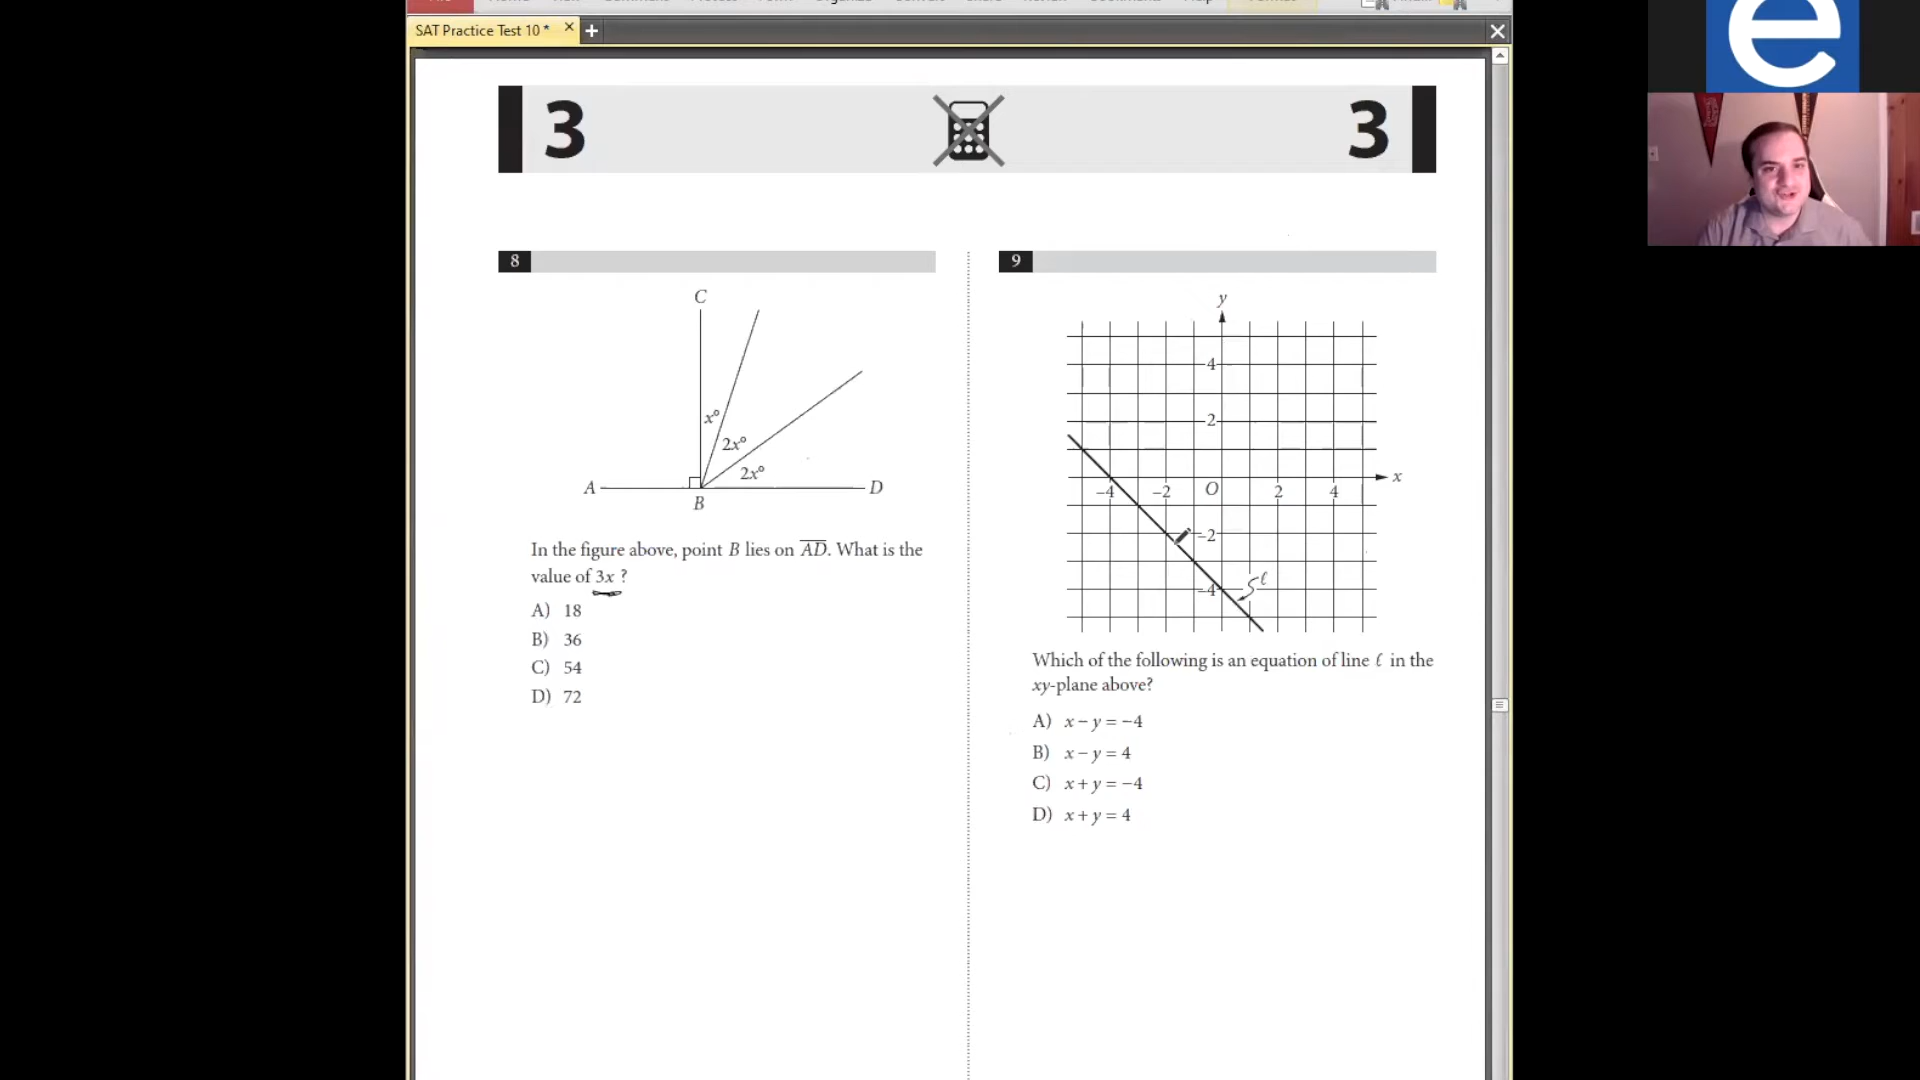 SAT Practice Test 10 *
3
3
8
C
x°
2x°
2x°
A
D
B
In the figure above, point B lies on AD. What is the
value of 3x ?
A) 18
B) 36
C) 54
D) 72
9
y
4
2
x
−4
−2
O
2
4
−2
−4
ℓ
Which of the following is an equation of line ℓ in the
xy-plane above?
A) x − y = −4
B) x − y = 4
C) x + y = −4
D) x + y = 4
e